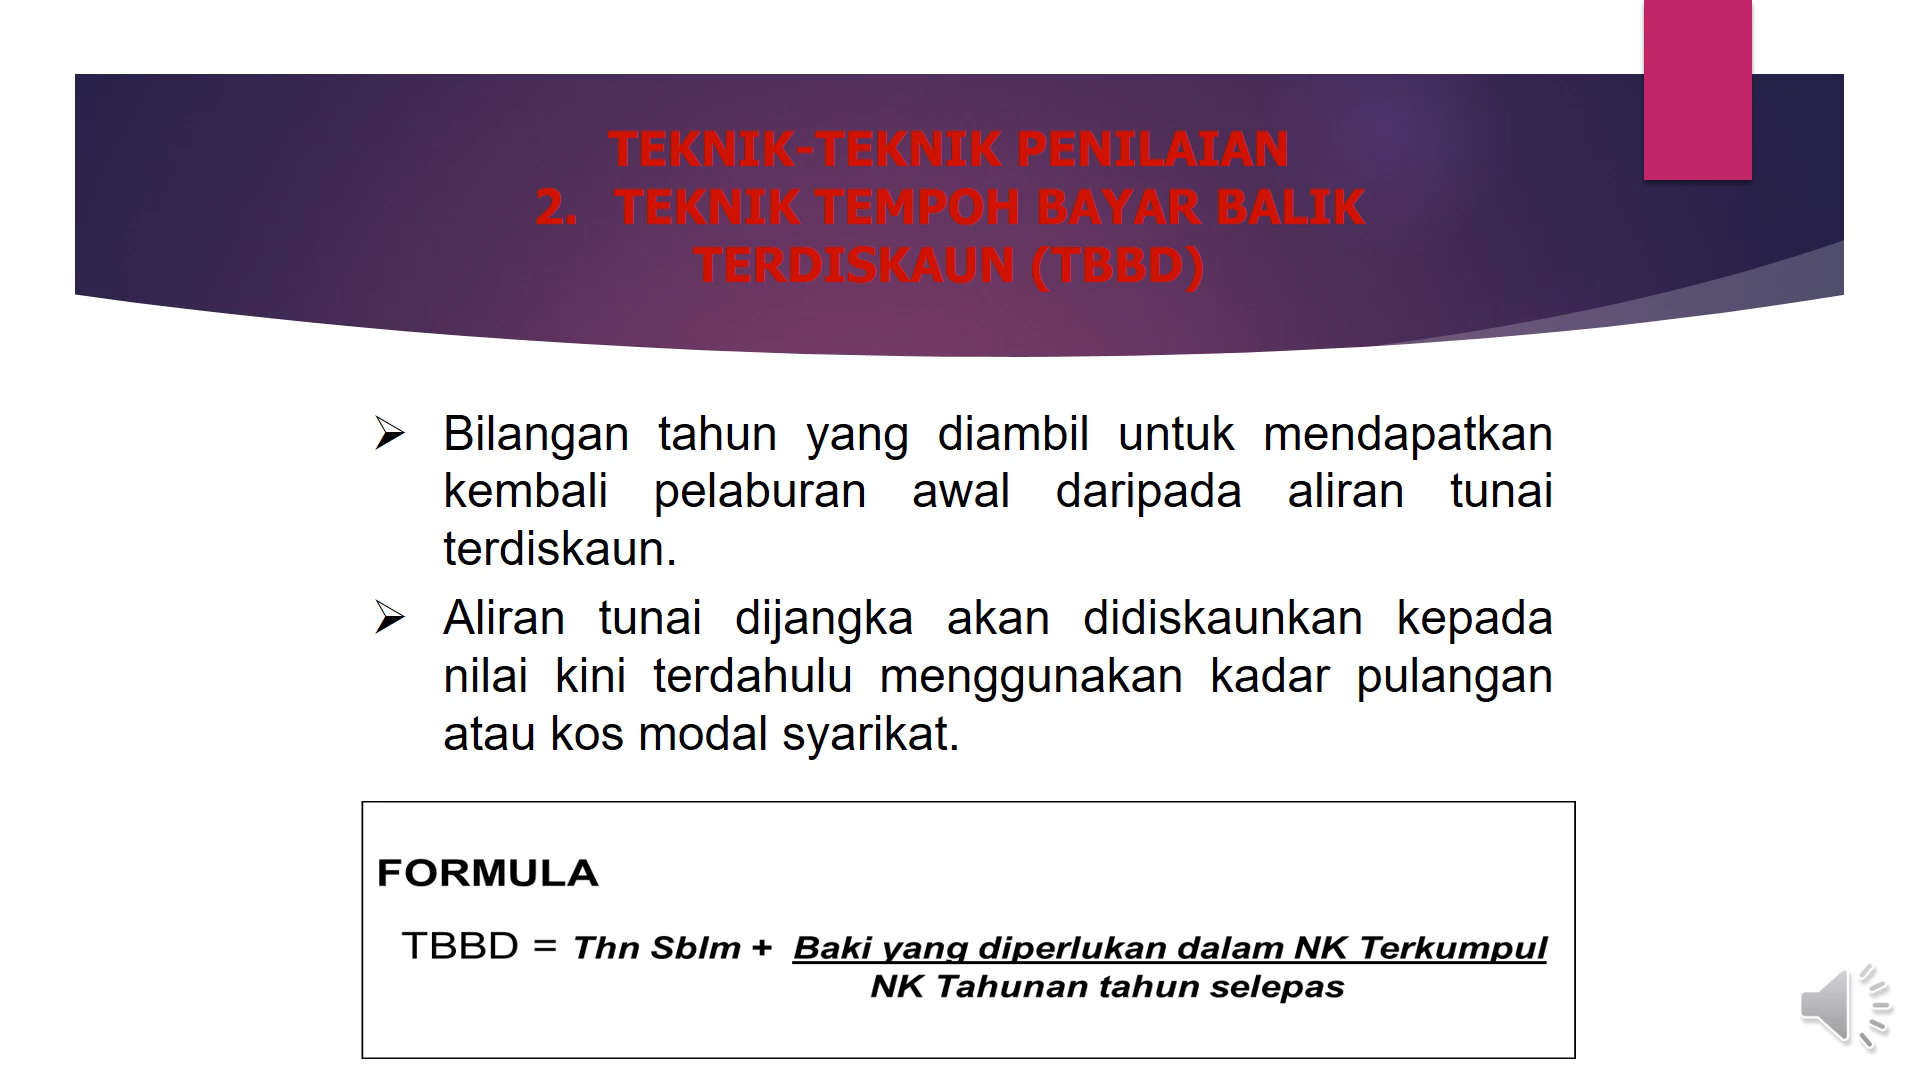 TEKNIK-TEKNIK PENILAIAN
2. TEKNIK TEMPOH BAYAR BALIK
TERDISKAUN (TBBD)
➢ Bilangan tahun yang diambil untuk mendapatkan
kembali pelaburan awal daripada aliran tunai
terdiskaun.
➢ Aliran tunai dijangka akan didiskaunkan kepada
nilai kini terdahulu menggunakan kadar pulangan
atau kos modal syarikat.
FORMULA
TBBD = Thn Sblm + Baki yang diperlukan dalam NK Terkumpul
NK Tahunan tahun selepas